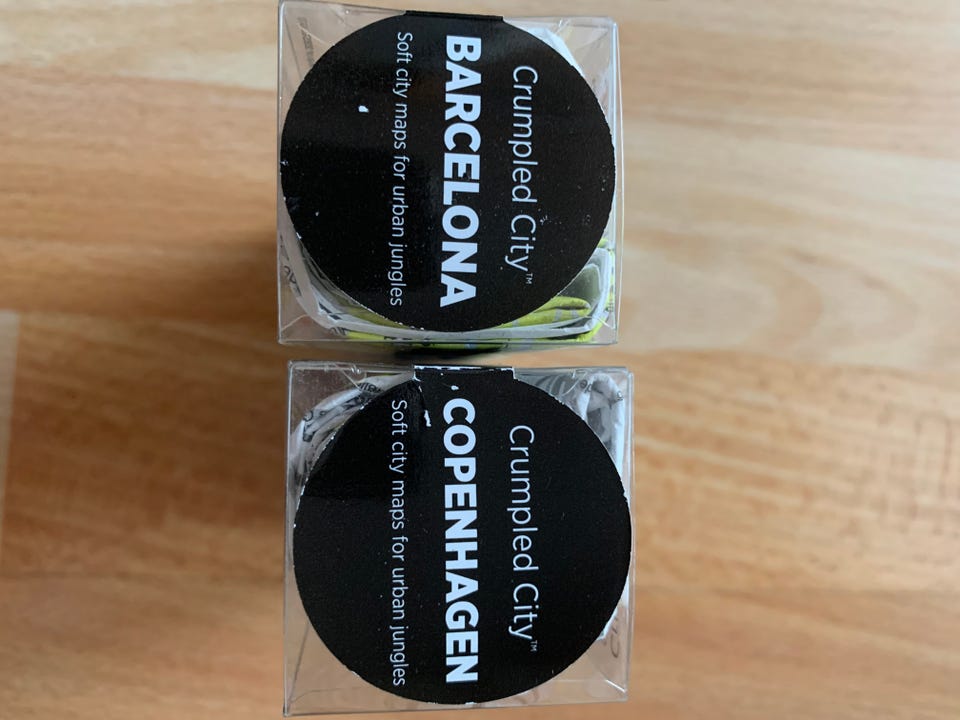 Crumpled City™
BARCELONA
Soft city maps for urban jungles
Crumpled City™
COPENHAGEN
Soft city maps for urban jungles